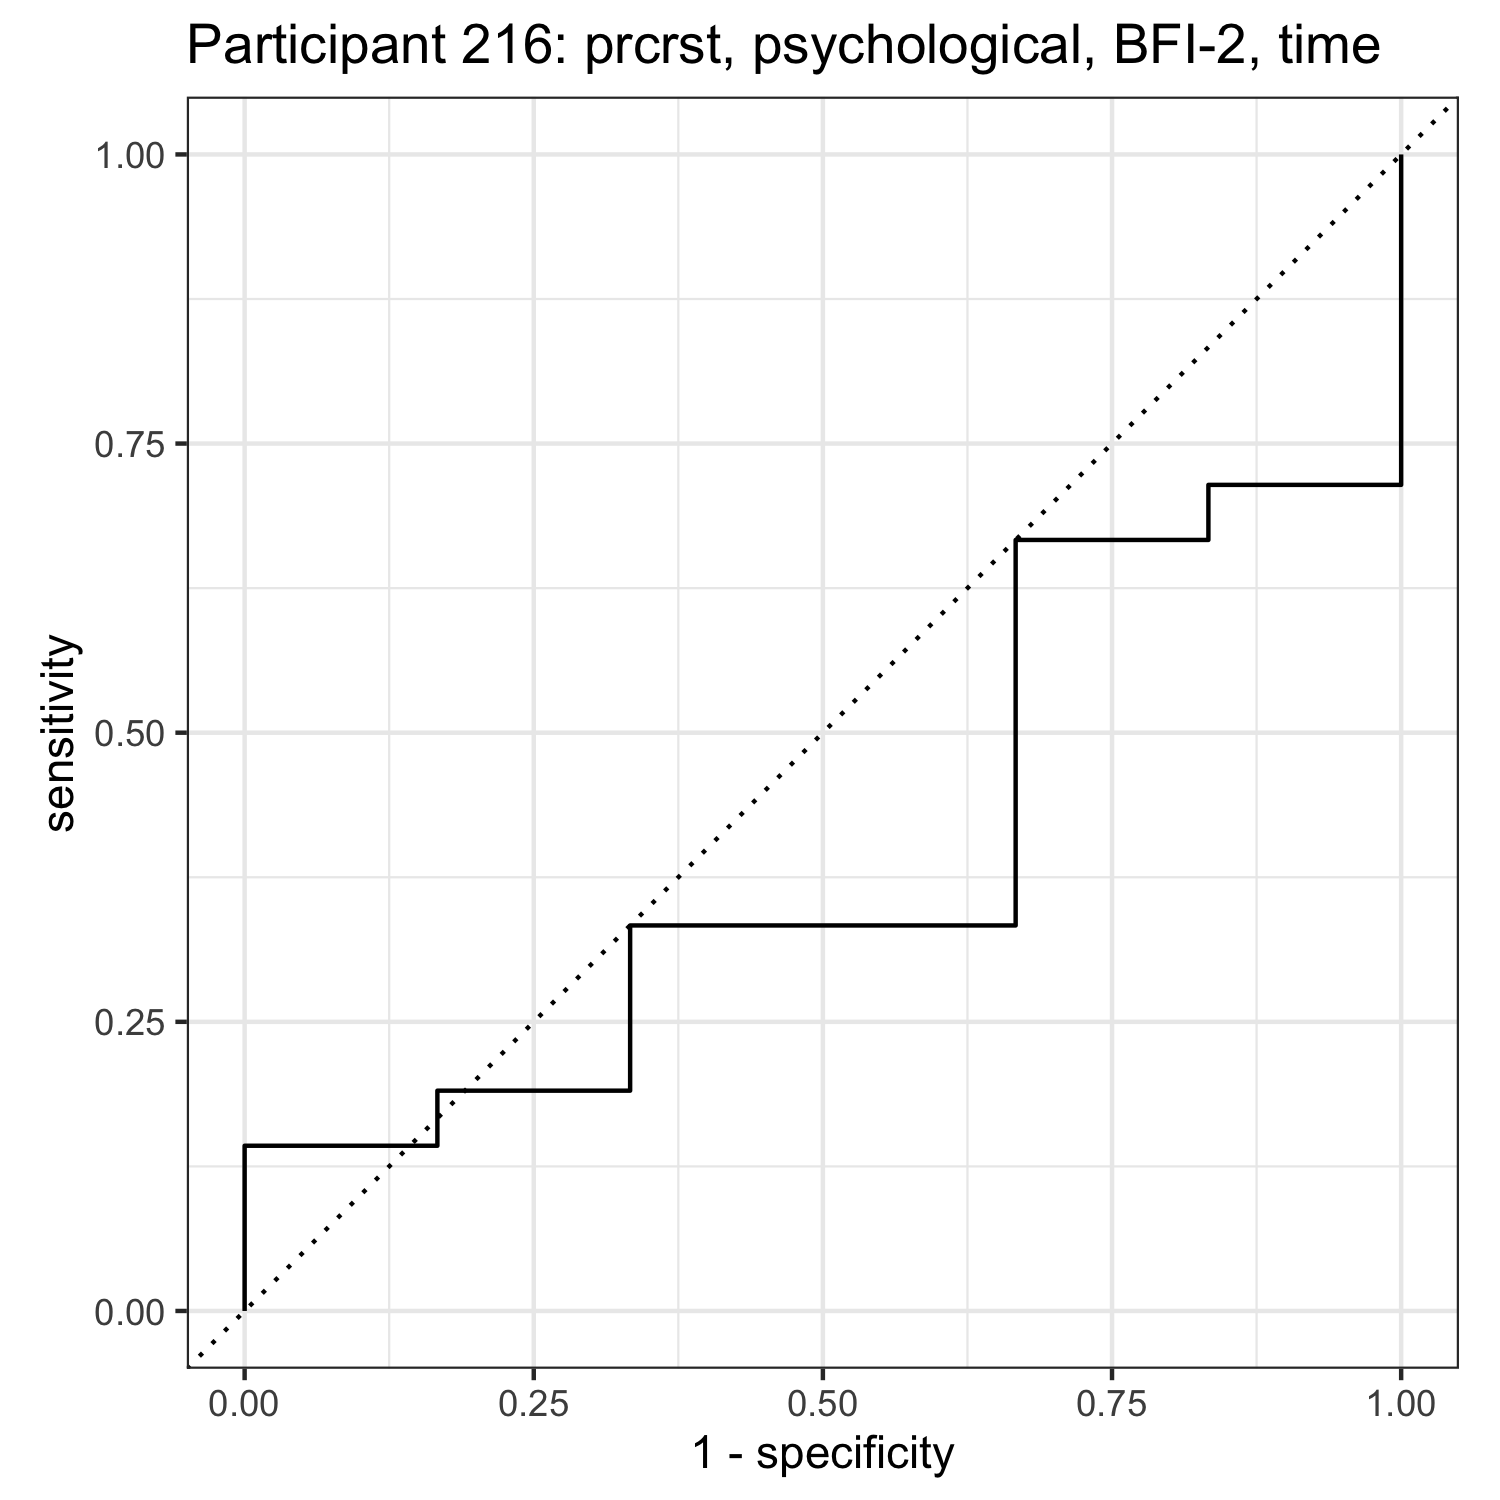 Participant 216: prcrst, psychological, BFI-2, time
1.00
0.75
0.50
0.25
0.00
sensitivity
0.00 0.25 0.50 0.75 1.00
1 - specificity